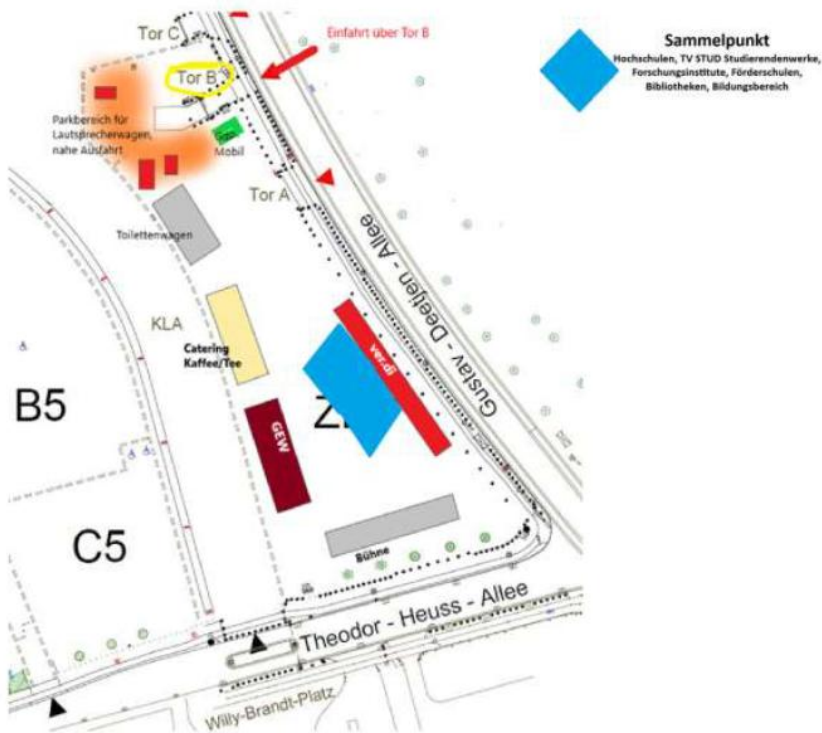 Tor C
Einfahrt über Tor B
Tor B
Sammelpunkt
Hochschulen, TV STUD Studierendenwerke,
Forschungsinstitute, Förderschulen,
Bibliotheken, Bildungsbereich
Parkbereich für
Lautsprecherwagen,
nahe Ausfahrt
Mobil
Tor A
Toilettenwagen
Gustav - Deetjen - Allee
KLA
Catering
Kaffee/Tee
ver.di
B5
GEW
C5
Bühne
Theodor - Heuss - Allee
Willy-Brandt-Platz